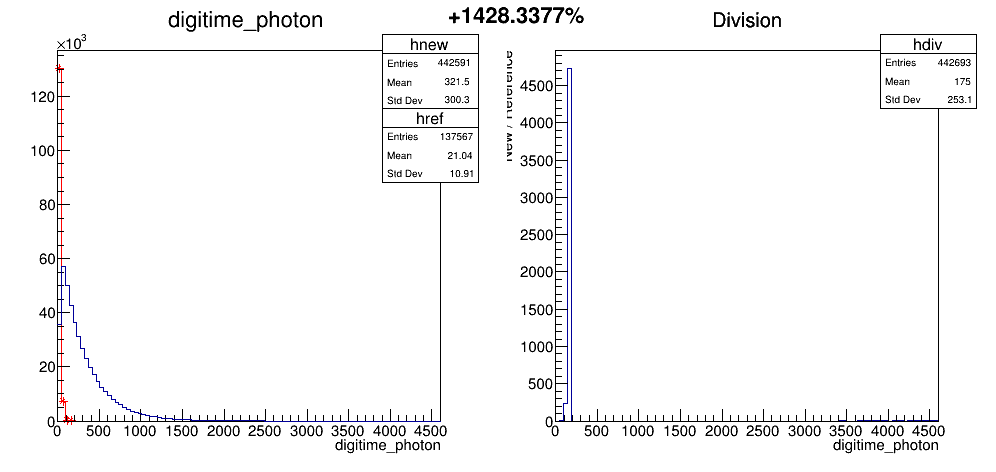 +1428.3377%
digitime_photon
×10³
hnew
Entries 442591
Mean 321.5
Std Dev 300.3
href
Entries 137567
Mean 21.04
Std Dev 10.91
120
100
80
60
40
20
0
0 500 1000 1500 2000 2500 3000 3500 4000 4500
digitime_photon
Division
hdiv
Entries 442693
Mean 175
Std Dev 253.1
New / Reference
4500
4000
3500
3000
2500
2000
1500
1000
500
0
0 500 1000 1500 2000 2500 3000 3500 4000 4500
digitime_photon